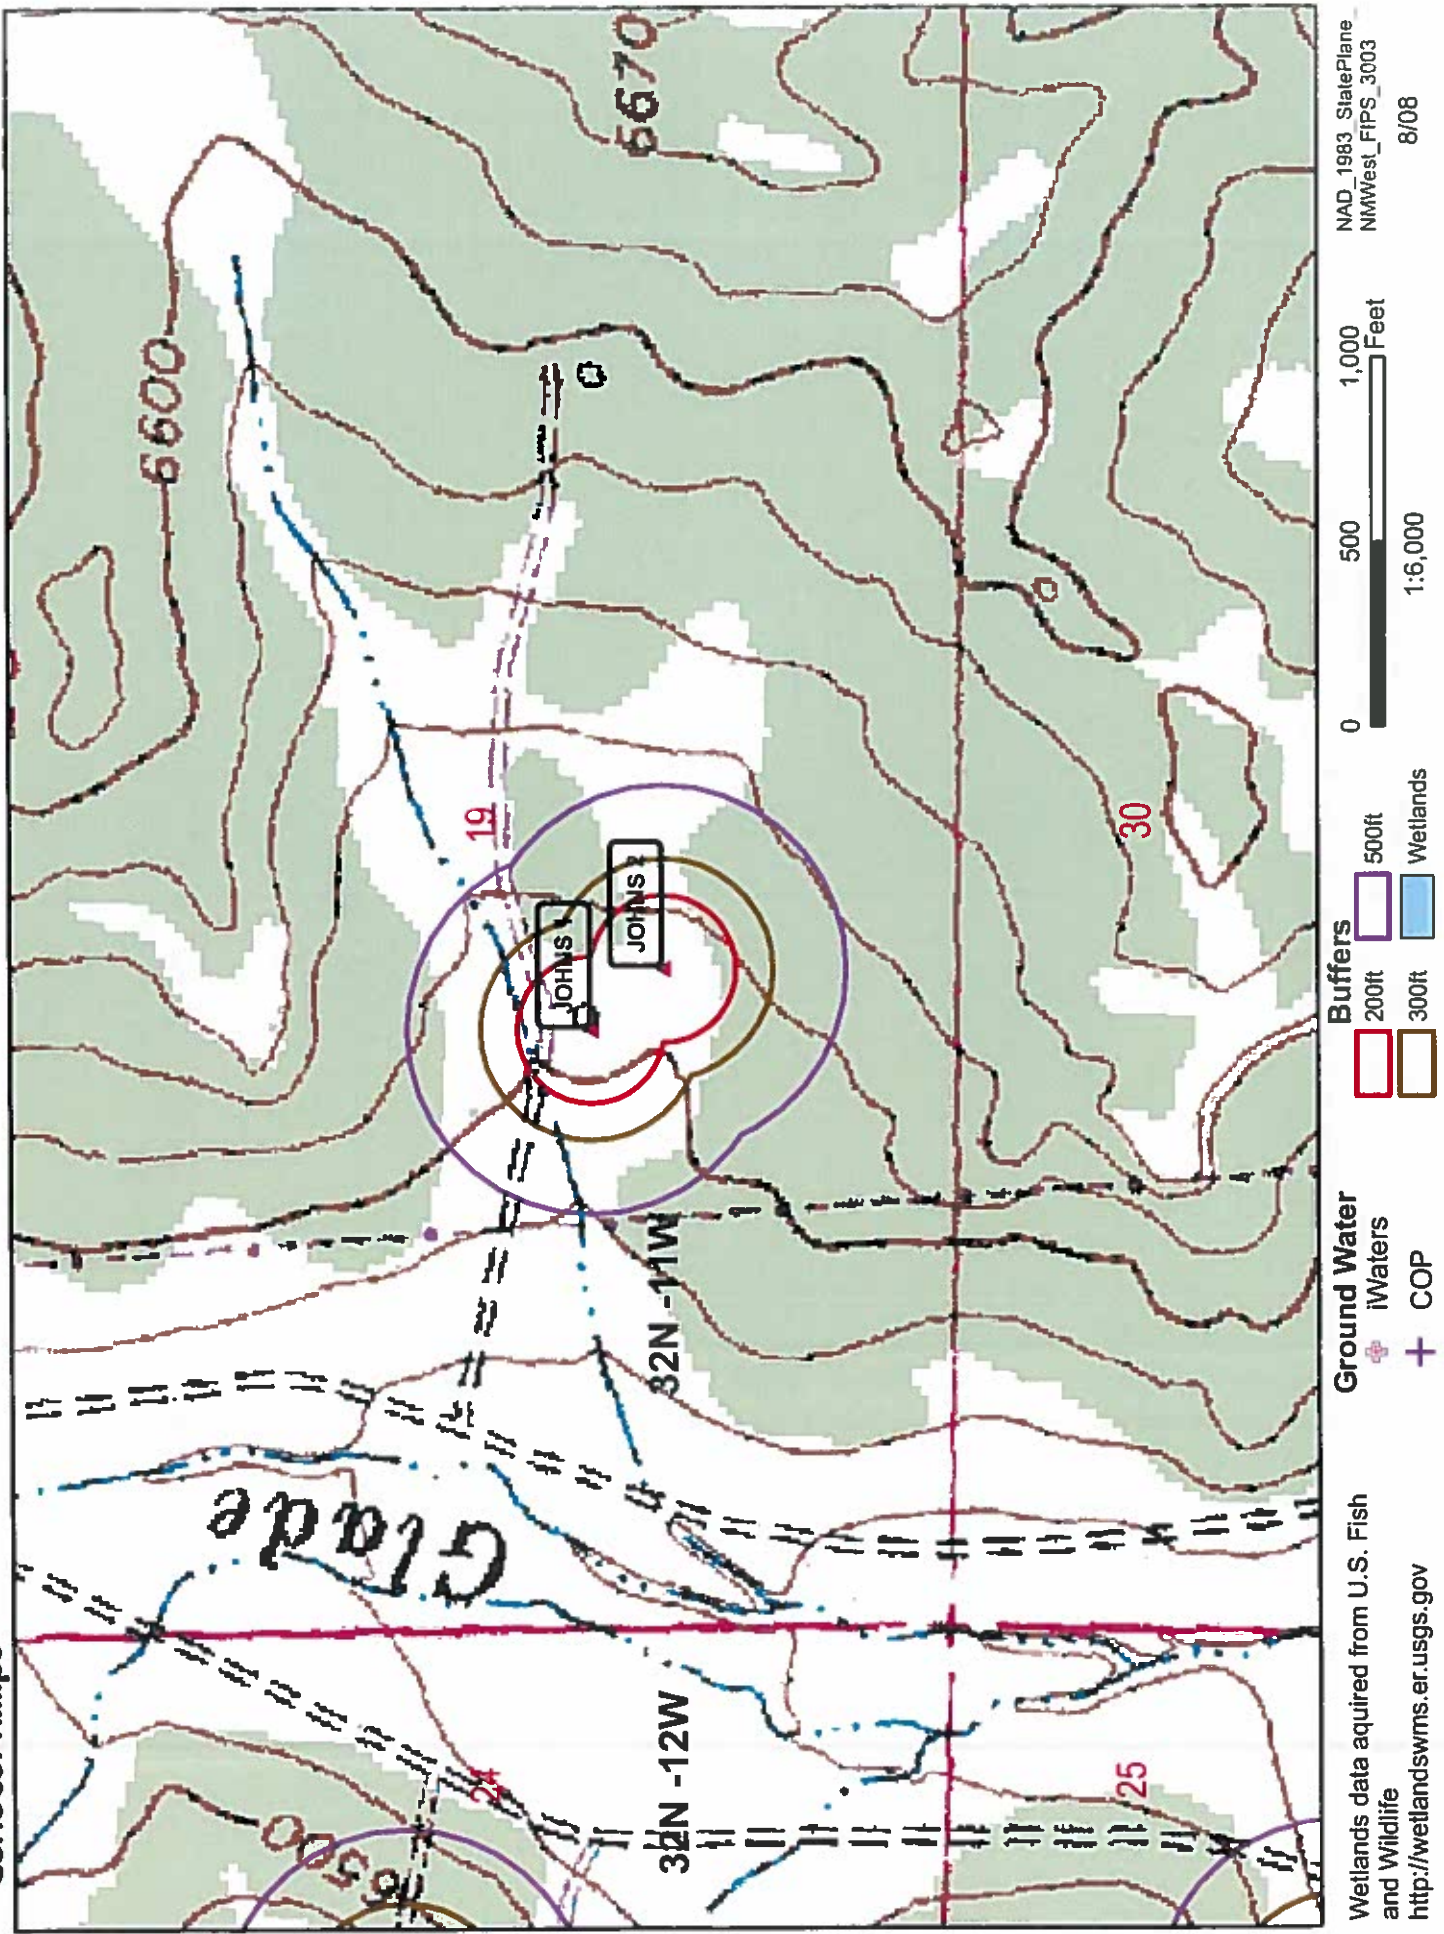 6600
5670
19
JOHNS 1
JOHNS 2
30
32N -11W
Glade
32N -12W
24
25
6550
Wetlands data aquired from U.S. Fish
and Wildlife
http://wetlandswms.er.usgs.gov
Ground Water
iWaters
COP
Buffers
200ft
500ft
300ft
Wetlands
0 500 1,000
Feet
1:6,000
NAD_1983_StatePlane_
NMWest_FIPS_3003
8/08